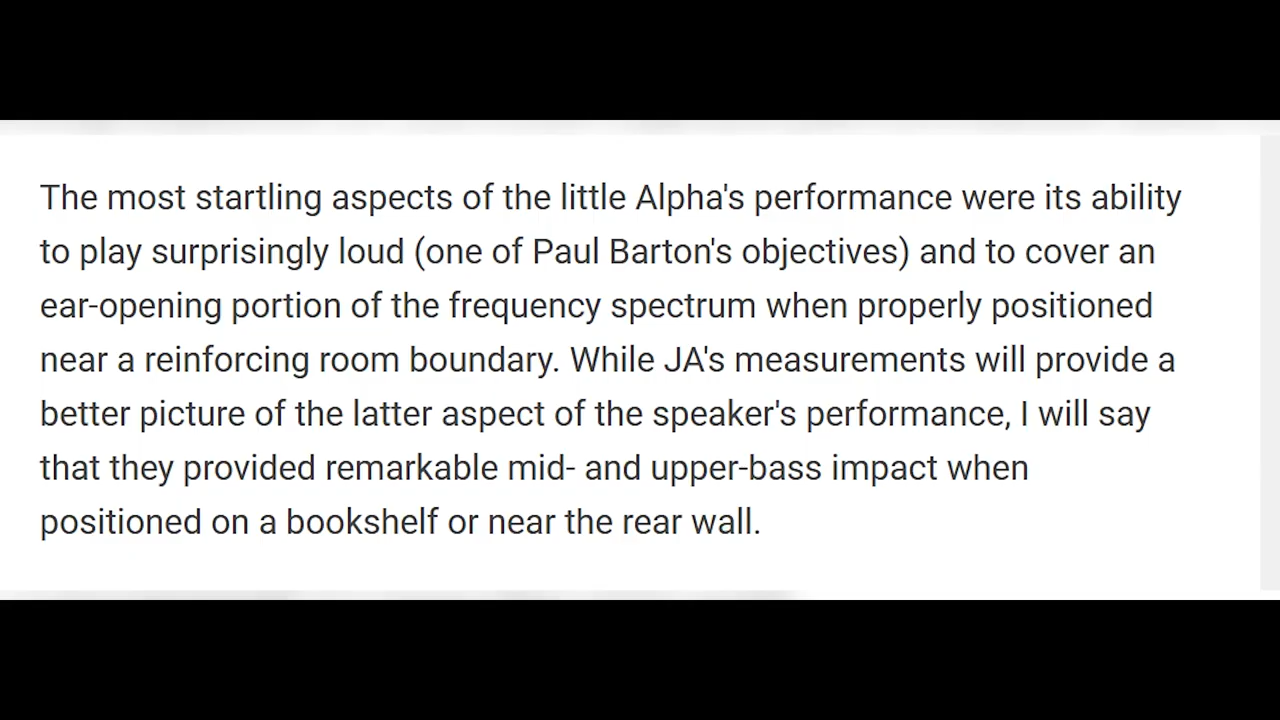 The most startling aspects of the little Alpha's performance were its ability
to play surprisingly loud (one of Paul Barton's objectives) and to cover an
ear-opening portion of the frequency spectrum when properly positioned
near a reinforcing room boundary. While JA's measurements will provide a
better picture of the latter aspect of the speaker's performance, I will say
that they provided remarkable mid- and upper-bass impact when
positioned on a bookshelf or near the rear wall.